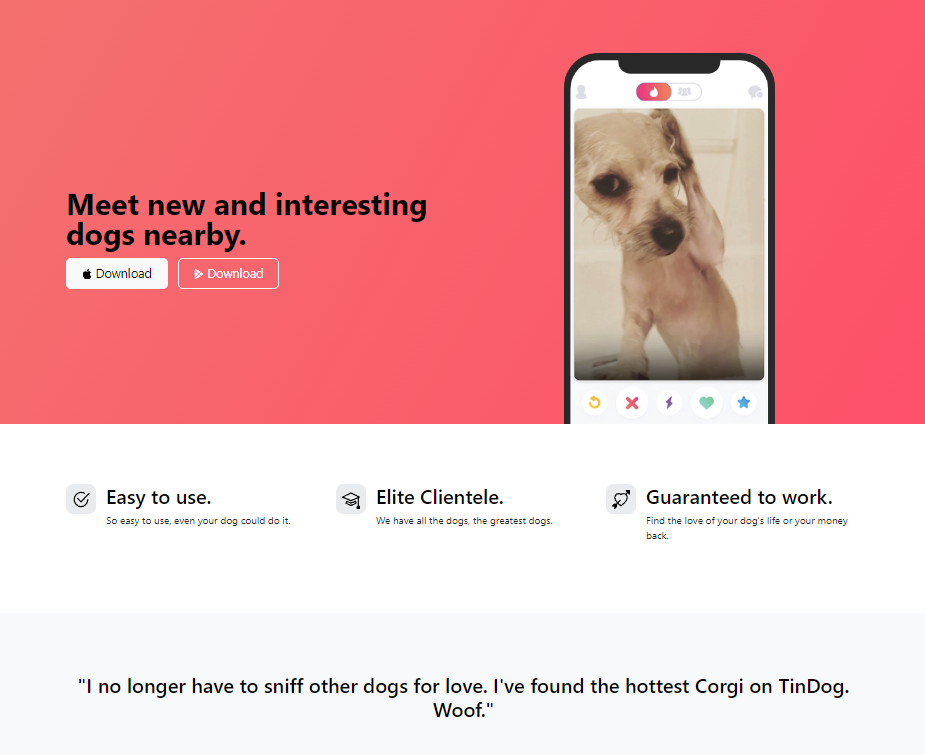 Meet new and interesting
dogs nearby.
Download
Download
Easy to use.
So easy to use, even your dog could do it.
Elite Clientele.
We have all the dogs, the greatest dogs.
Guaranteed to work.
Find the love of your dog's life or your money
back.
"I no longer have to sniff other dogs for love. I've found the hottest Corgi on TinDog.
Woof."